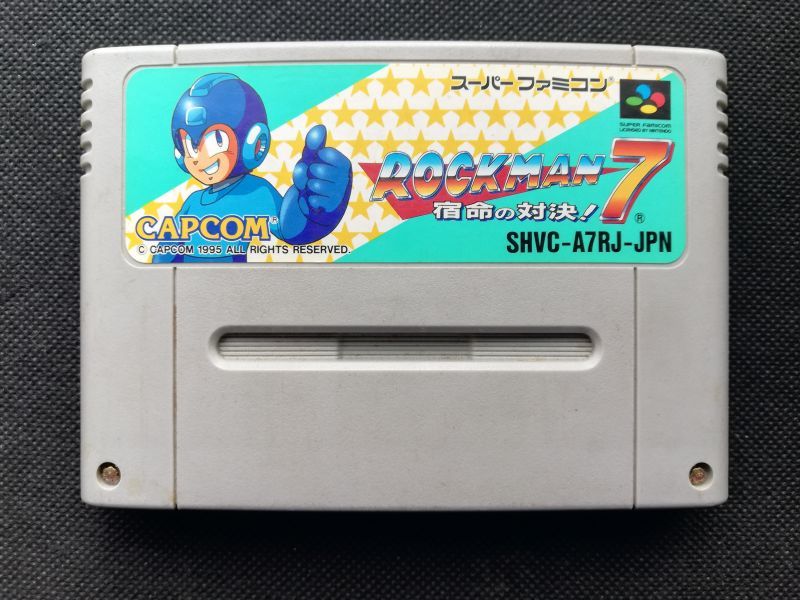 スーパーファミコン®
SUPER FAMICOM
LICENSED BY NINTENDO
ROCKMAN 7
宿命の対決! ®
CAPCOM®
© CAPCOM 1995 ALL RIGHTS RESERVED.
SHVC-A7RJ-JPN